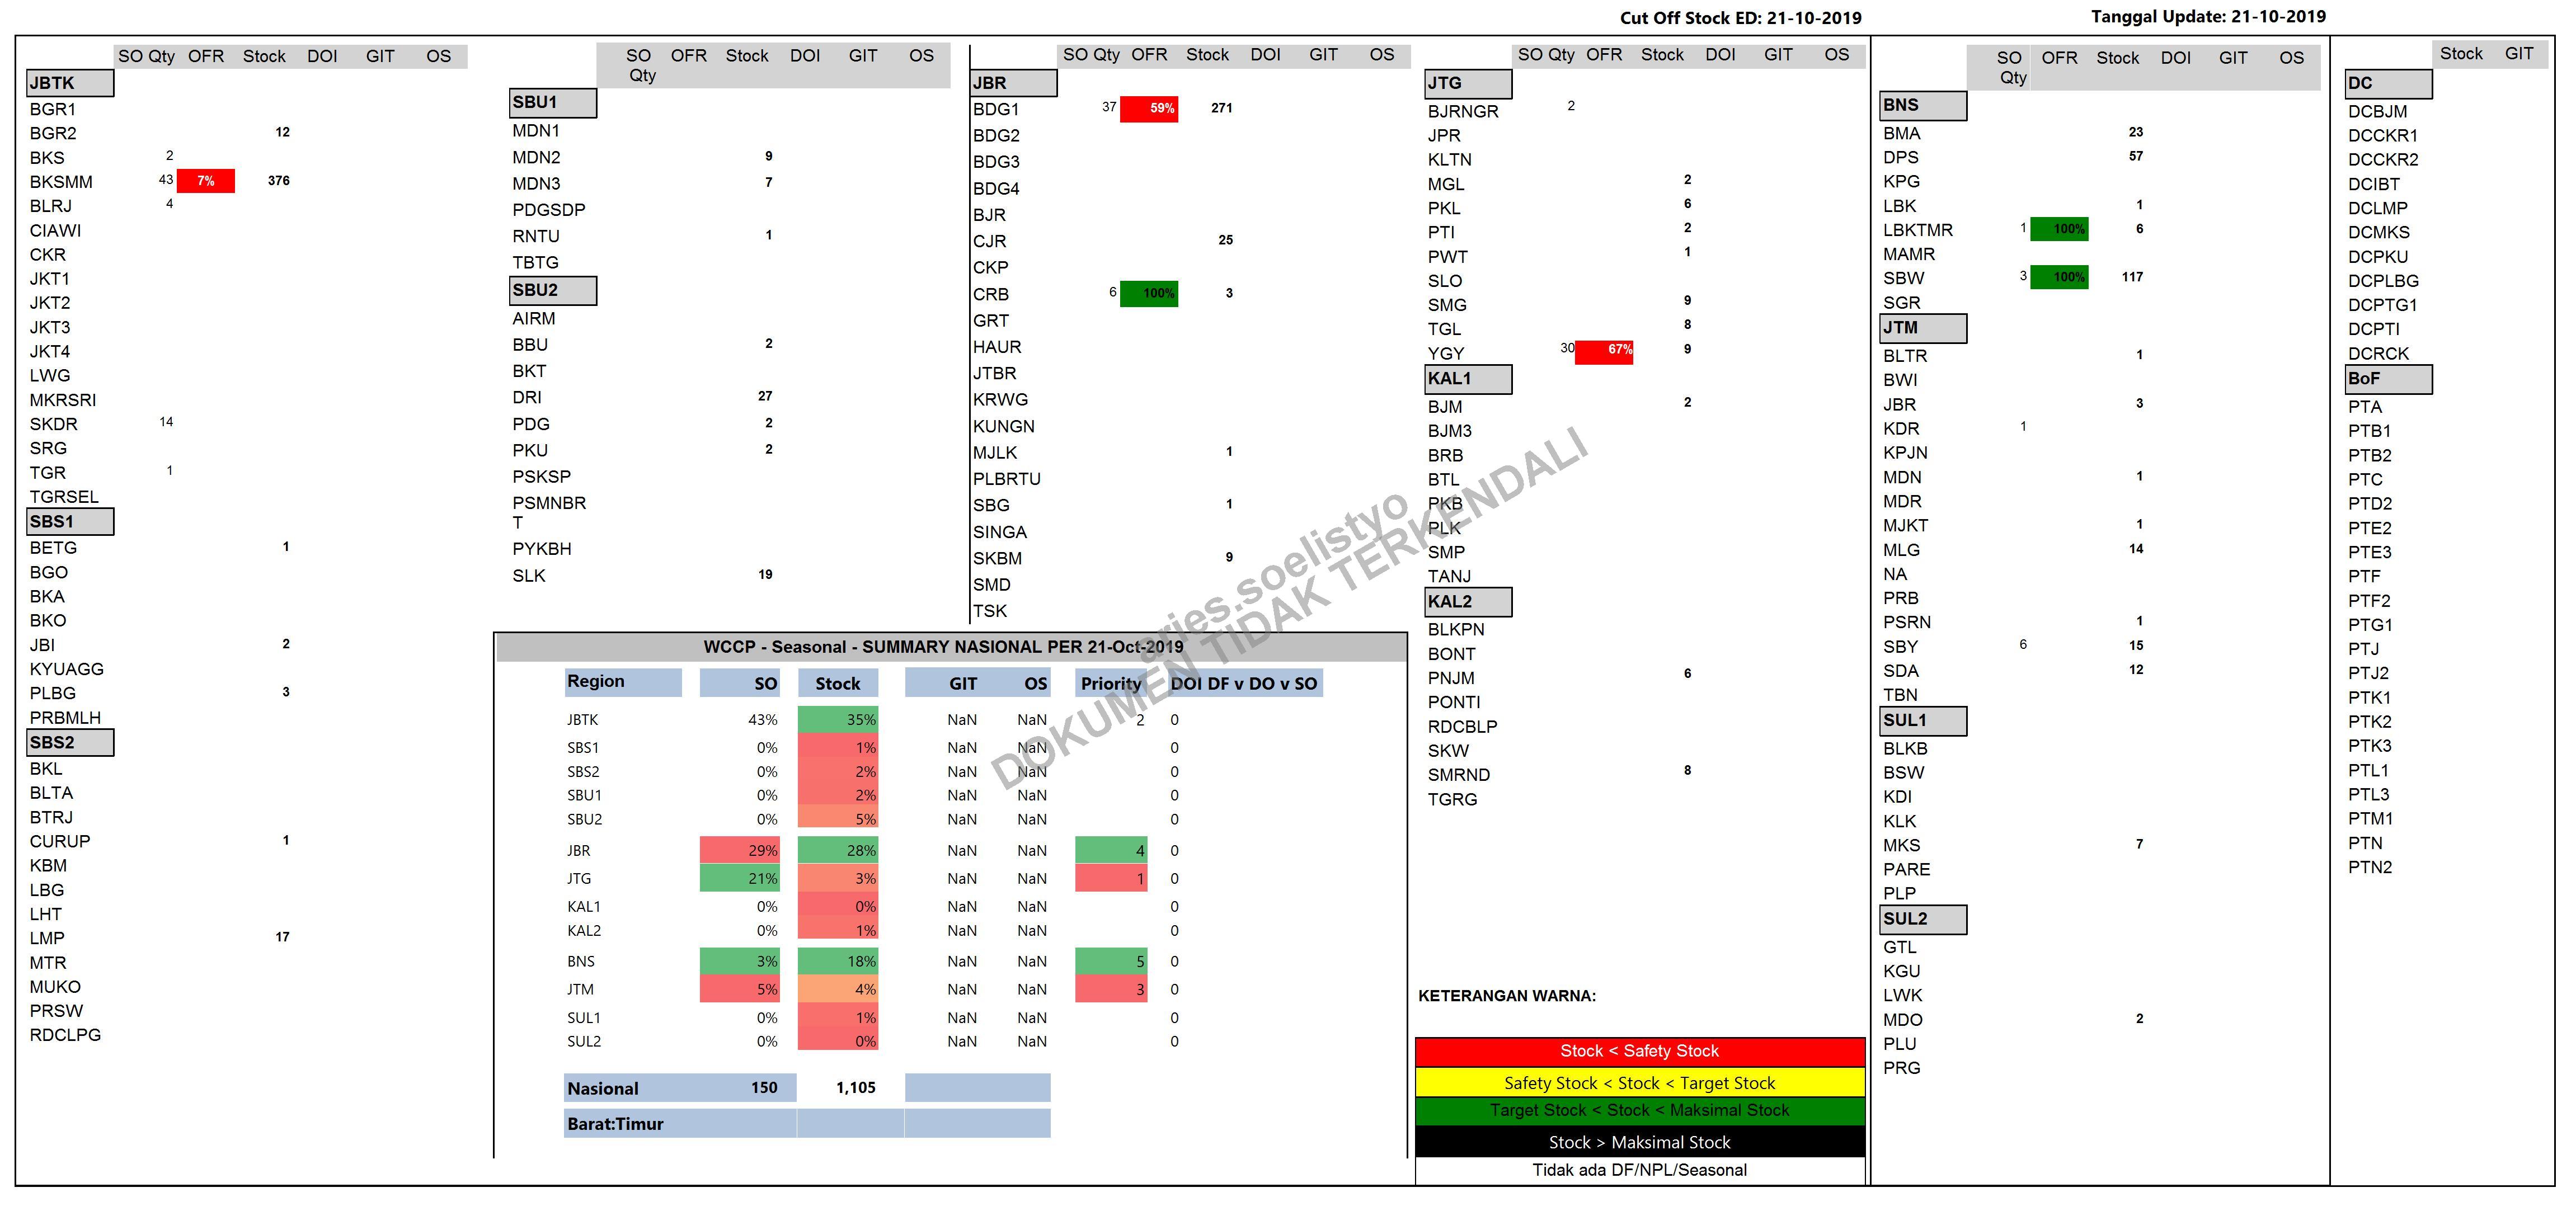 Cut Off Stock ED: 21-10-2019
Tanggal Update: 21-10-2019
SO Qty OFR Stock DOI GIT OS
JBTK
BGR1
BGR2 12
BKS 2
BKSMM 43 7% 376
BLRJ 4
CIAWI
CKR
JKT1
JKT2
JKT3
JKT4
LWG
MKRSRI
SKDR 14
SRG
TGR 1
TGRSEL
SBS1
BETG 1
BGO
BKA
BKO
JBI 2
KYUAGG
PLBG 3
PRBMLH
SBS2
BKL
BLTA
BTRJ
CURUP 1
KBM
LBG
LHT
LMP 17
MTR
MUKO
PRSW
RDCLPG
SO OFR Stock DOI GIT OS
Qty
SBU1
MDN1
MDN2 9
MDN3 7
PDGSDP
RNTU 1
TBTG
SBU2
AIRM
BBU 2
BKT
DRI 27
PDG 2
PKU 2
PSKSP
PSMNBR
T
PYKBH
SLK 19
SO Qty OFR Stock DOI GIT OS
JBR
BDG1 37 59% 271
BDG2
BDG3
BDG4
BJR
CJR 25
CKP
CRB 6 100% 3
GRT
HAUR
JTBR
KRWG
KUNGN
MJLK 1
PLBRTU
SBG 1
SINGA
SKBM 9
SMD
TSK
SO Qty OFR Stock DOI GIT OS
JTG
BJRNGR 2
JPR
KLTN
MGL 2
PKL 6
PTI 2
PWT 1
SLO
SMG 9
TGL 8
YGY 30 67% 9
KAL1
BJM 2
BJM3
BRB
BTL
PKB
PLK
SMP
TANJ
KAL2
BLKPN
BONT
PNJM 6
PONTI
RDCBLP
SKW
SMRND 8
TGRG
SO OFR Stock DOI GIT OS
Qty
BNS
BMA 23
DPS 57
KPG
LBK 1
LBKTMR 1 100% 6
MAMR
SBW 3 100% 117
SGR
JTM
BLTR 1
BWI
JBR 3
KDR 1
KPJN
MDN 1
MDR
MJKT 1
MLG 14
NA
PRB
PSRN 1
SBY 6 15
SDA 12
TBN
SUL1
BLKB
BSW
KDI
KLK
MKS 7
PARE
PLP
SUL2
GTL
KGU
LWK
MDO 2
PLU
PRG
Stock GIT
DC
DCBJM
DCCKR1
DCCKR2
DCIBT
DCLMP
DCMKS
DCPKU
DCPLBG
DCPTG1
DCPTI
DCRCK
BoF
PTA
PTB1
PTB2
PTC
PTD2
PTE2
PTE3
PTF
PTF2
PTG1
PTJ
PTJ2
PTK1
PTK2
PTK3
PTL1
PTL3
PTM1
PTN
PTN2
WCCP - Seasonal - SUMMARY NASIONAL PER 21-Oct-2019
Region SO Stock GIT OS Priority DOI DF v DO v SO
JBTK 43% 35% NaN NaN 2 0
SBS1 0% 1% NaN NaN 0
SBS2 0% 2% NaN NaN 0
SBU1 0% 2% NaN NaN 0
SBU2 0% 5% NaN NaN 0
JBR 29% 28% NaN NaN 4 0
JTG 21% 3% NaN NaN 1 0
KAL1 0% 0% NaN NaN 0
KAL2 0% 1% NaN NaN 0
BNS 3% 18% NaN NaN 5 0
JTM 5% 4% NaN NaN 3 0
SUL1 0% 1% NaN NaN 0
SUL2 0% 0% NaN NaN 0
Nasional 150 1,105
Barat:Timur
aries.soelistyo
DOKUMEN TIDAK TERKENDALI
KETERANGAN WARNA:
Stock < Safety Stock
Safety Stock < Stock < Target Stock
Target Stock < Stock < Maksimal Stock
Stock > Maksimal Stock
Tidak ada DF/NPL/Seasonal